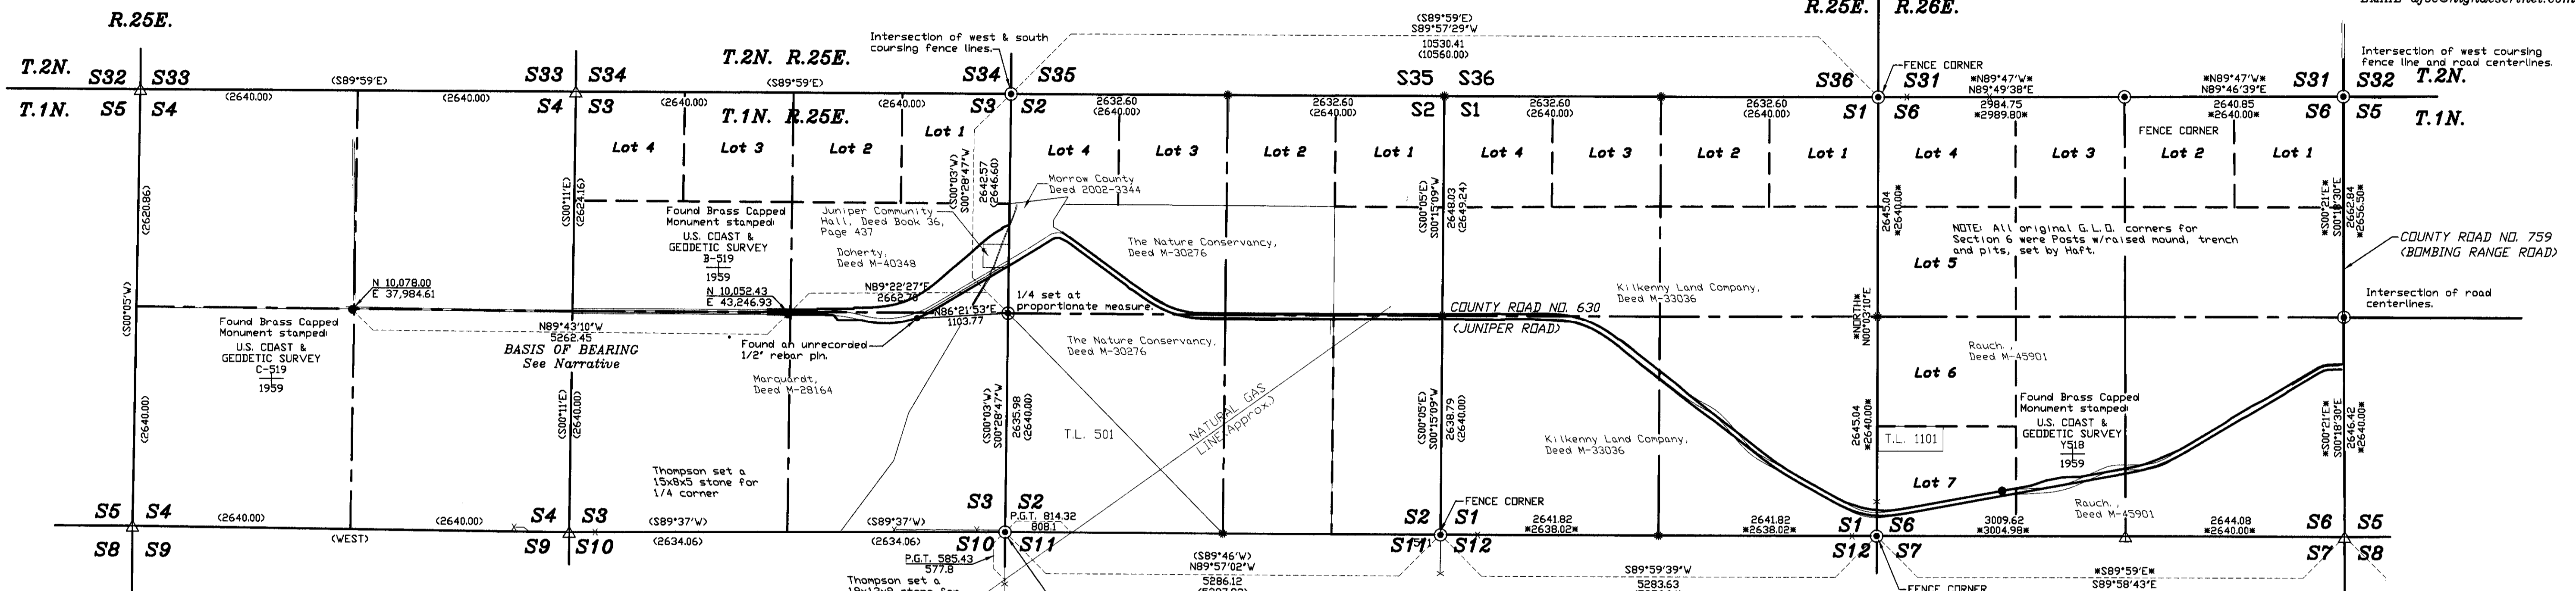 R.25E.
R.25E.
R.26E.
T.2N.
S32
S33
(S89°59'E)
S33
S34
T.2N. R.25E.
(S89°59'E)
S34
S35
Intersection of west & south
coursing fence lines.
(S89°59'E)
S89°57'29"W
10530.41
(10560.00)
S35
S36
S36
S31
FENCE CORNER
*N89°47'W*
N89°49'38"E
2984.75
*2989.80*
*N89°47'W*
N89°46'39"E
2640.85
*2640.00*
S31
S32
Intersection of west coursing
fence line and road centerlines.
T.2N.
T.1N.
S5
S4
(2640.00)
(2640.00)
S4
S3
(2640.00)
T.1N. R.25E.
(2640.00)
S3
S2
2632.60
(2640.00)
2632.60
(2640.00)
S2
S1
2632.60
(2640.00)
2632.60
(2640.00)
S1
S6
FENCE CORNER
S6
S5
T.1N.
Lot 4
Lot 3
Lot 2
Lot 1
Lot 4
Lot 3
Lot 2
Lot 1
Lot 4
Lot 3
Lot 2
Lot 1
Lot 4
Lot 3
Lot 2
Lot 1
(2620.86)
(S00°11'E)
(2624.16)
(S00°03'W)
S00°28'47"W
2642.57
(2646.60)
(S00°05'E)
S00°15'09"W
2648.03
(2649.24)
2645.04
*2640.00*
*S00°21'E*
S0°18'30"E
2662.84
*2656.50*
Morrow County
Deed 2002-3344
Found Brass Capped
Monument stamped:
U.S. COAST &
GEODETIC SURVEY
B-519
1959
Juniper Community
Hall, Deed Book 36,
Page 437
Doherty,
Deed M-40348
The Nature Conservancy,
Deed M-30276
NOTE: All original G.L.O. corners for
Section 6 were Posts w/raised mound, trench
and pits, set by Haft.
Lot 5
COUNTY ROAD NO. 759
(BOMBING RANGE ROAD)
N 10,078.00
E 37,984.61
N 10,052.43
E 43,246.93
N89°22'27"E
2662.76
N86°21'53"E
1103.77
1/4 set at
proportionate measure.
COUNTY ROAD NO. 630
(JUNIPER ROAD)
Kilkenny Land Company,
Deed M-33036
*NORTH*
N0°03'10"E
Intersection of road
centerlines.
(S00°05'W)
Found Brass Capped
Monument stamped:
U.S. COAST &
GEODETIC SURVEY
C-519
1959
N89°43'10"W
5262.45
BASIS OF BEARING
See Narrative
Found an unrecorded
1/2" rebar pin.
Marquardt,
Deed M-28164
The Nature Conservancy,
Deed M-30276
Rauch,
Deed M-45901
Lot 6
(2640.00)
(S00°11'E)
(2640.00)
(S00°03'W)
S00°28'47"W
2635.98
(2640.00)
NATURAL GAS
LINE(Approx.)
T.L. 501
(S00°05'E)
S00°15'09"W
2638.79
(2640.00)
Kilkenny Land Company,
Deed M-33036
2645.04
*2640.00*
T.L. 1101
Found Brass Capped
Monument stamped:
U.S. COAST &
GEODETIC SURVEY
Y518
1959
*S00°21'E*
S00°18'30"E
2646.42
*2640.00*
Lot 7
Rauch,
Deed M-45901
Thompson set a
15x8x5 stone for
1/4 corner
S5
S4
(2640.00)
(WEST)
(2640.00)
S4
S3
(S89°37'W)
(2634.06)
(S89°37'W)
(2634.06)
S3
S2
P.G.T. 814.32
808.1
S2
S1
FENCE CORNER
2641.82
*2638.02*
2641.82
*2638.02*
S1
S6
3009.62
*3004.98*
2644.08
*2640.00*
S6
S5
S8
S9
S9
S10
S10
S11
S11
S12
S12
S7
S7
S8
P.G.T. 585.43
577.8
Thompson set a
(S89°46'W)
N89°57'02"W
5286.12
S89°59'39"W
5283.63
*S89°59'E*
S89°58'43"E
FENCE CORNER